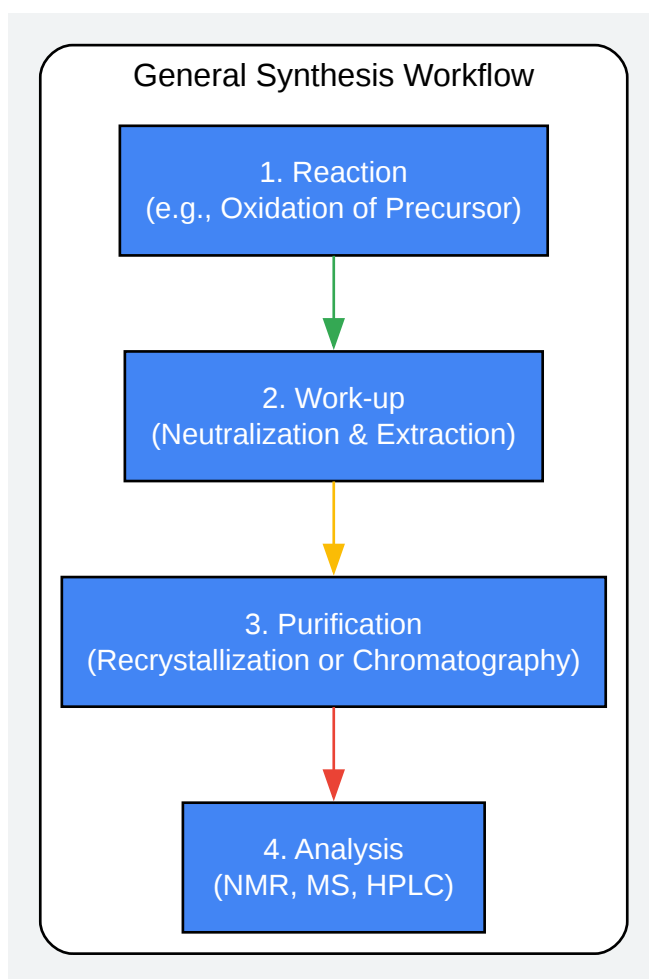 General Synthesis Workflow
1. Reaction
(e.g., Oxidation of Precursor)
2. Work-up
(Neutralization & Extraction)
3. Purification
(Recrystallization or Chromatography)
4. Analysis
(NMR, MS, HPLC)